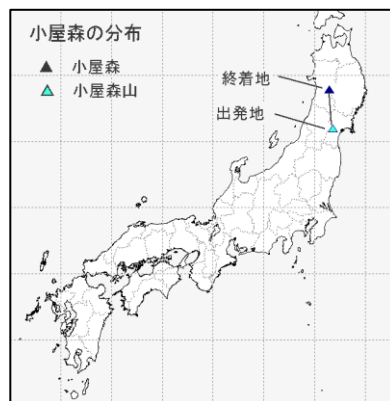 小屋森の分布
▲ 小屋森
▲ 小屋森山
終着地
出発地